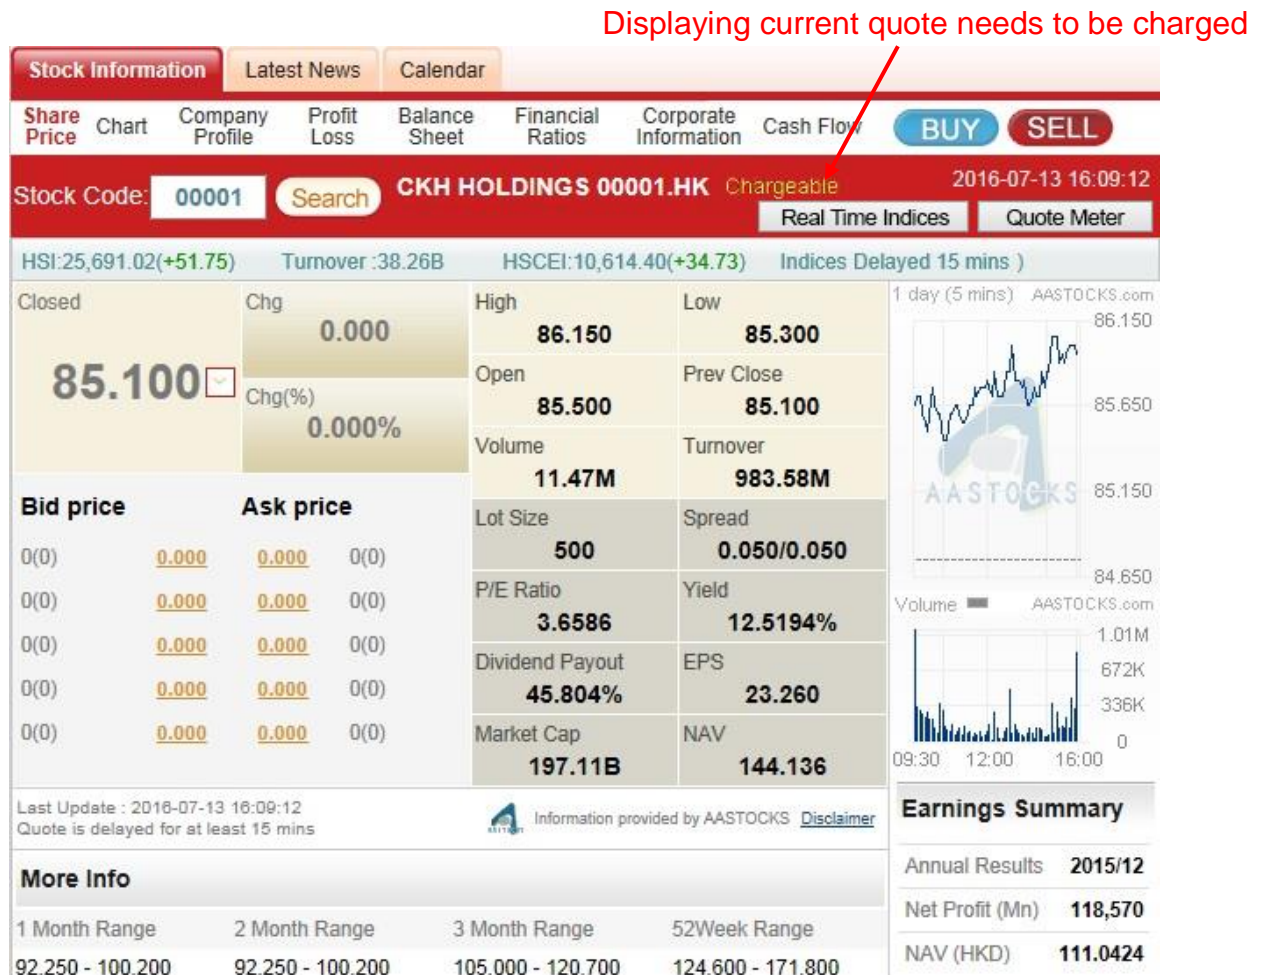 Displaying current quote needs to be charged
Stock Information Latest News Calendar
Share Price Chart Company Profile Profit Loss Balance Sheet Financial Ratios Corporate Information Cash Flow BUY SELL
Stock Code: 00001 Search CKH HOLDINGS 00001.HK Chargeable 2016-07-13 16:09:12
Real Time Indices Quote Meter
HSI:25,691.02(+51.75) Turnover :38.26B HSCEI:10,614.40(+34.73) Indices Delayed 15 mins )
Closed
85.100
Chg
0.000
Chg(%)
0.000%
High Low
86.150 85.300
Open Prev Close
85.500 85.100
Volume Turnover
11.47M 983.58M
Lot Size Spread
500 0.050/0.050
P/E Ratio Yield
3.6586 12.5194%
Dividend Payout EPS
45.804% 23.260
Market Cap NAV
197.11B 144.136
Bid price Ask price
0(0) 0.000 0.000 0(0)
0(0) 0.000 0.000 0(0)
0(0) 0.000 0.000 0(0)
0(0) 0.000 0.000 0(0)
0(0) 0.000 0.000 0(0)
1 day (5 mins) AASTOCKS.com
86.150
85.650
AASTOCKS
85.150
84.650
Volume AASTOCKS.com
1.01M
672K
336K
0
09:30 12:00 16:00
Last Update : 2016-07-13 16:09:12
Quote is delayed for at least 15 mins
Information provided by AASTOCKS Disclaimer
More Info
1 Month Range 2 Month Range 3 Month Range 52Week Range
92.250 - 100.200 92.250 - 100.200 105.000 - 120.700 124.600 - 171.800
Earnings Summary
Annual Results 2015/12
Net Profit (Mn) 118,570
NAV (HKD) 111.0424